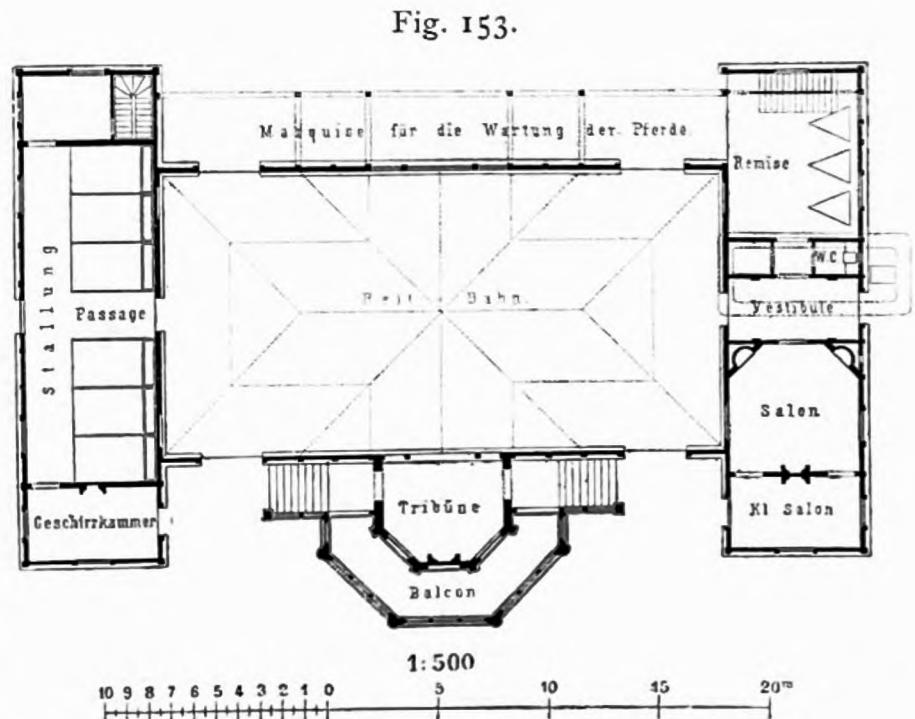 Fig. 153.
Marquise für die Wartung der Pferde.
Remise
W.C
Stallung
Reit - Bahn.
Passage
Vestibule
Salon
Tribüne
Geschirrkammer
Kl Salon
Balcon
1:500
10 9 8 7 6 5 4 3 2 1 0 5 10 15 20m